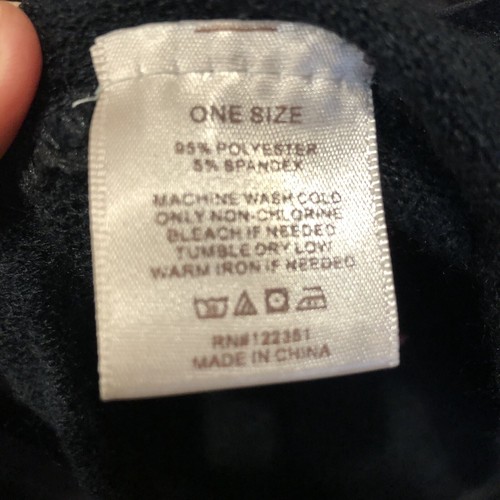 ONE SIZE
95% POLYESTER
5% SPANDEX
MACHINE WASH COLD
ONLY NON-CHLORINE
BLEACH IF NEEDED
TUMBLE DRY LOW
WARM IRON IF NEEDED
RN#122351
MADE IN CHINA